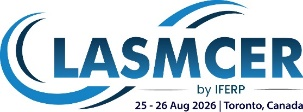 LASMCER
by IFERP
25 - 26 Aug 2026 | Toronto, Canada